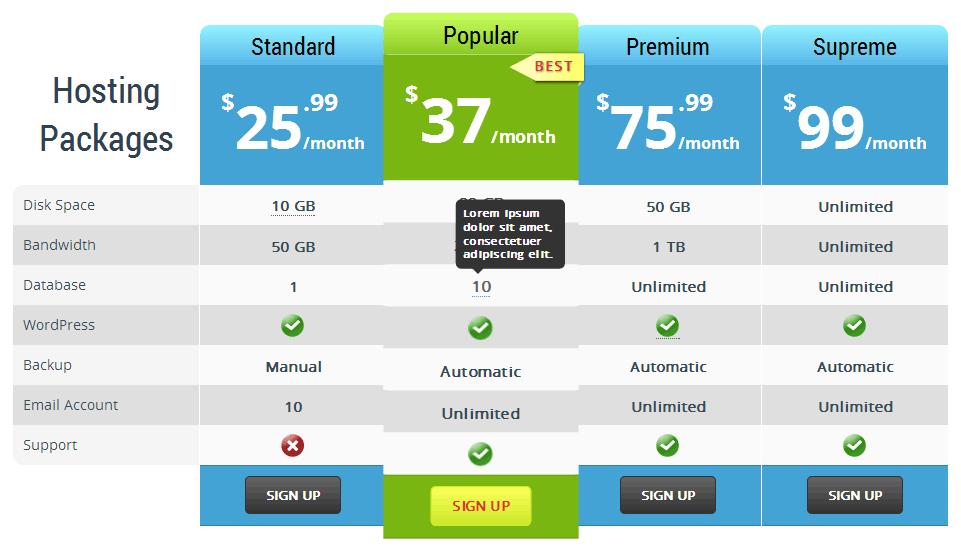 Hosting
Packages
Standard
Popular
Premium
Supreme
BEST
$25.99/month
$37/month
$75.99/month
$99/month
Disk Space 10 GB 50 GB Unlimited
Lorem ipsum
dolor sit amet,
consectetuer
adipiscing elit.
Bandwidth 50 GB 1 TB Unlimited
Database 1 10 Unlimited Unlimited
WordPress
Backup Manual Automatic Automatic Automatic
Email Account 10 Unlimited Unlimited Unlimited
Support
SIGN UP SIGN UP SIGN UP SIGN UP